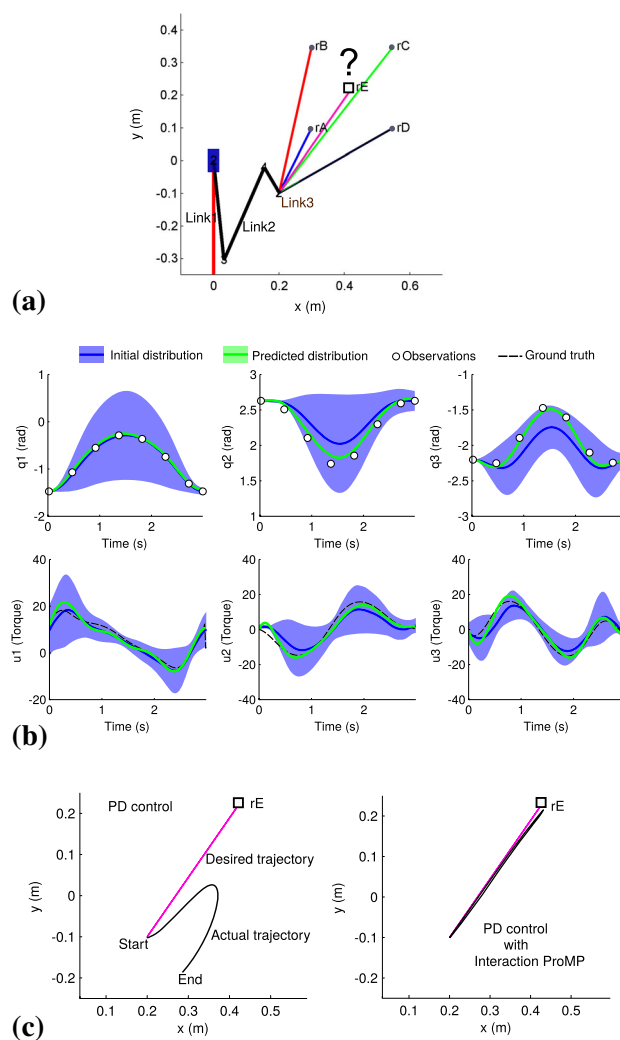 0.4
0.3
0.2
0.1
0
-0.1
-0.2
-0.3
y (m)
rB
rC
?
rE
rA
rD
4
2
3
Link1
Link2
Link3
0 0.2 0.4 0.6
x (m)
(a)
Initial distribution Predicted distribution Observations Ground truth
1
0
-1
-2
q1 (rad)
0 1 2
Time (s)
3
2
1
q2 (rad)
0 1 2
Time (s)
-1
-2
-3
q3 (rad)
0 1 2
Time (s)
40
20
0
-20
u1 (Torque)
0 1 2
Time (s)
40
20
0
-20
-40
u2 (Torque)
0 1 2
Time (s)
40
20
0
-20
-40
u3 (Torque)
0 1 2
Time (s)
(b)
0.2
0.1
0
-0.1
-0.2
y (m)
PD control
rE
Desired trajectory
Start
Actual trajectory
End
0.1 0.2 0.3 0.4 0.5
x (m)
0.2
0.1
0
-0.1
-0.2
y (m)
rE
PD control
with
Interaction ProMP
0.1 0.2 0.3 0.4 0.5
x (m)
(c)